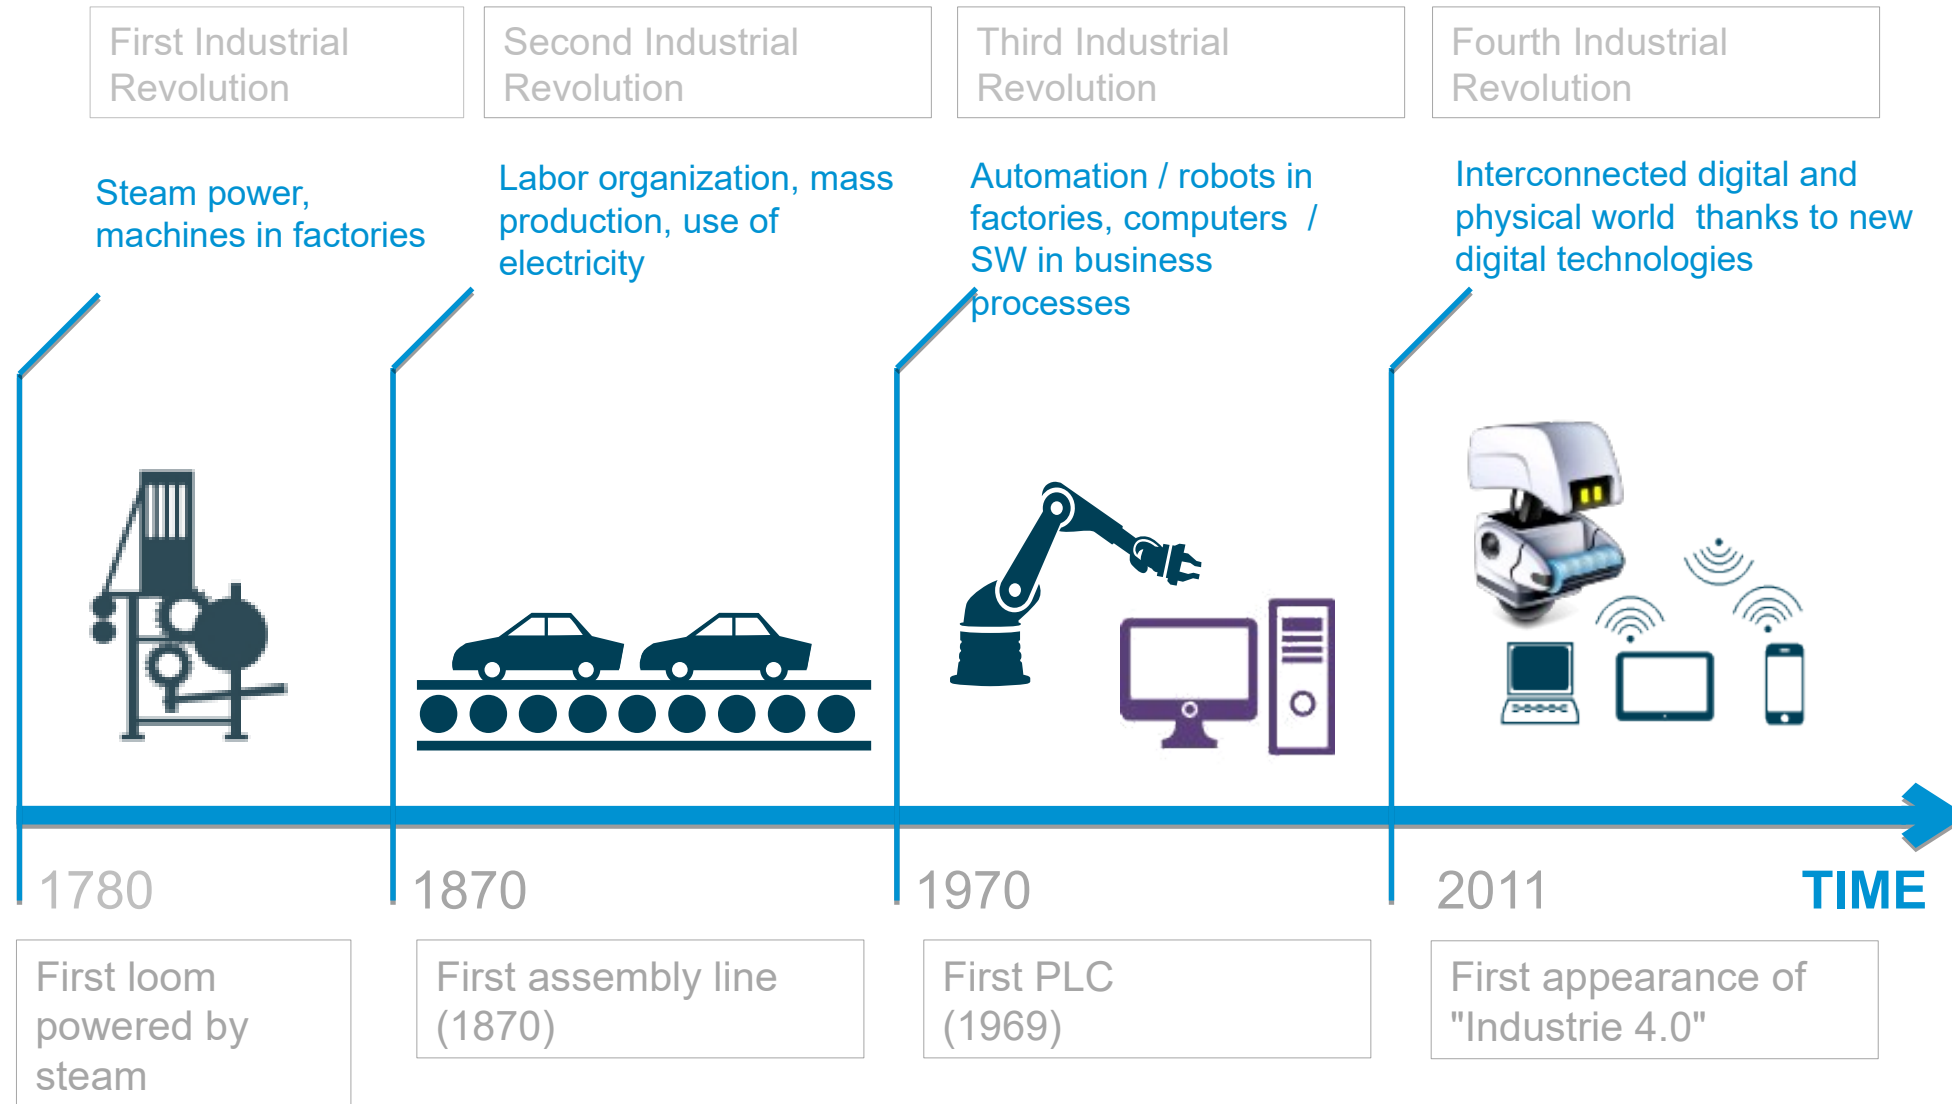 First Industrial
Revolution
Second Industrial
Revolution
Third Industrial
Revolution
Fourth Industrial
Revolution
Steam power,
machines in factories
Labor organization, mass
production, use of
electricity
Automation / robots in
factories, computers /
SW in business
processes
Interconnected digital and
physical world thanks to new
digital technologies
1780
1870
1970
2011
TIME
First loom
powered by
steam
First assembly line
(1870)
First PLC
(1969)
First appearance of
"Industrie 4.0"